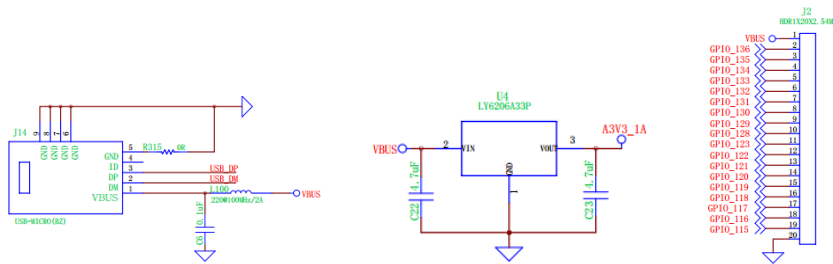 J14
9
8
7
6
GND
GND
GND
GND
R315
0R
5
GND
4
ID
3
USB_DP
DP
2
USB_DM
DM
1
VBUS
L100
220@100MHz/2A
VBUS
C6
0.1uF
USB-MICRO(BZ)
U4
LY6206A33P
VBUS
2
VIN
VOUT
3
A3V3_1A
GND
1
C22
4.7uF
C23
4.7uF
J2
HDR1X20X2.54M
VBUS
1
GPIO_136
2
GPIO_135
3
GPIO_134
4
GPIO_133
5
GPIO_132
6
GPIO_131
7
GPIO_130
8
GPIO_129
9
GPIO_128
10
GPIO_123
11
GPIO_122
12
GPIO_121
13
GPIO_120
14
GPIO_119
15
GPIO_118
16
GPIO_117
17
GPIO_116
18
GPIO_115
19
20